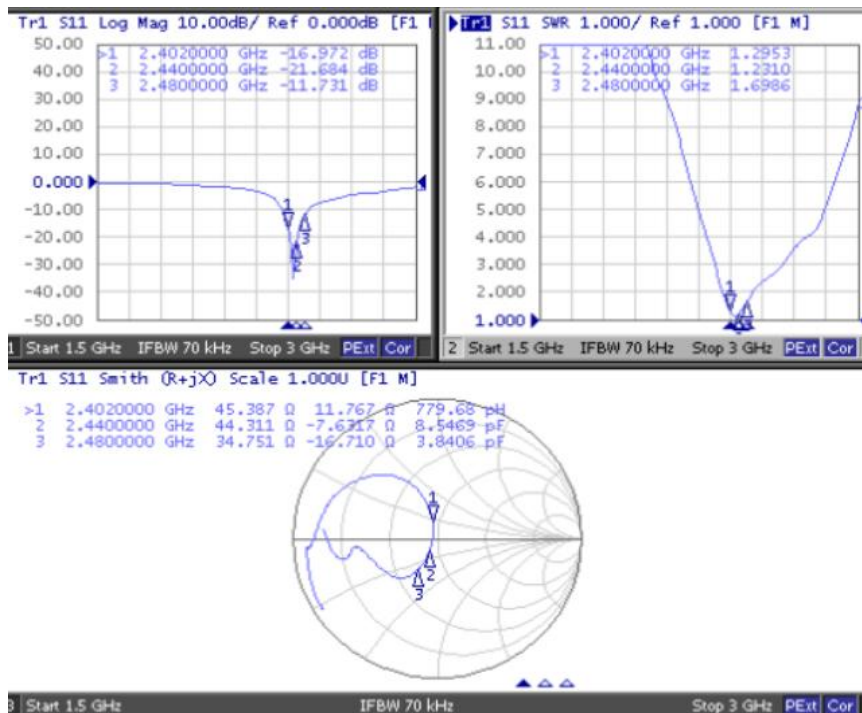 Tr1 S11 Log Mag 10.00dB/ Ref 0.000dB [F1
50.00
40.00
30.00
20.00
10.00
0.000
-10.00
-20.00
-30.00
-40.00
-50.00
>1 2.4020000 GHz -16.972 dB
2 2.4400000 GHz -21.684 dB
3 2.4800000 GHz -11.731 dB
1
2
3
1 Start 1.5 GHz IFBW 70 kHz Stop 3 GHz PExt Cor
Tr1 S11 SWR 1.000/ Ref 1.000 [F1 M]
11.00
10.00
9.000
8.000
7.000
6.000
5.000
4.000
3.000
2.000
1.000
>1 2.4020000 GHz 1.2953
2 2.4400000 GHz 1.2310
3 2.4800000 GHz 1.6986
1
2 Start 1.5 GHz IFBW 70 kHz Stop 3 GHz PExt Cor
Tr1 S11 Smith (R+jX) Scale 1.000U [F1 M]
>1 2.4020000 GHz 45.387 Ω 11.767 Ω 779.68 pH
2 2.4400000 GHz 44.311 Ω -7.6317 Ω 8.5469 pF
3 2.4800000 GHz 34.751 Ω -16.710 Ω 3.8406 pF
1
2
3
3 Start 1.5 GHz IFBW 70 kHz Stop 3 GHz PExt Cor